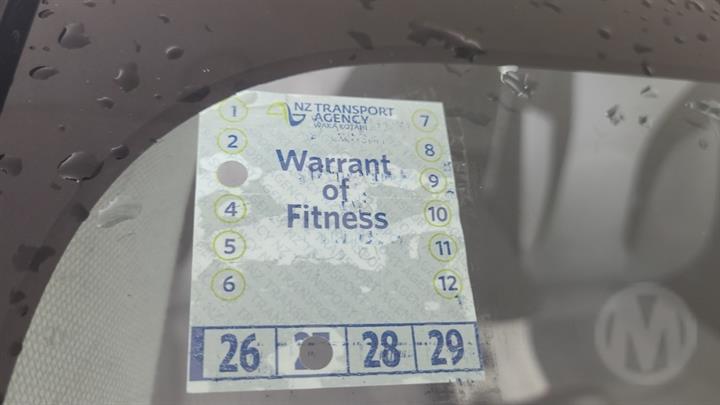 1
NZ TRANSPORT
AGENCY
WAKA KOTAHI
7
2
Warrant
of
Fitness
8
9
4
10
5
11
6
12
26 28 29
M